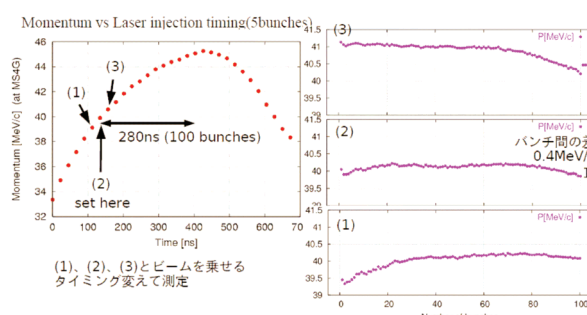 Momentum vs Laser injection timing(5bunches)
Momentum [MeV/c] (at MS4G)
46
44
42
40
38
36
34
32
(1)
(3)
280ns (100 bunches)
(2)
set here
0 100 200 300 400 500 600
Time [ns]
(1)、(2)、(3)とビームを乗せる
タイミング変えて測定
(3)
P[MeV/c]
41.5
41
40.5
40
39.5
39
(2)
P[MeV/c]
41.5
41
40.5
40
39.5
39
バンチ間の
0.4MeV/
(1)
P[MeV/c]
41.5
41
40.5
40
39.5
39
0 20 40 60 80 100